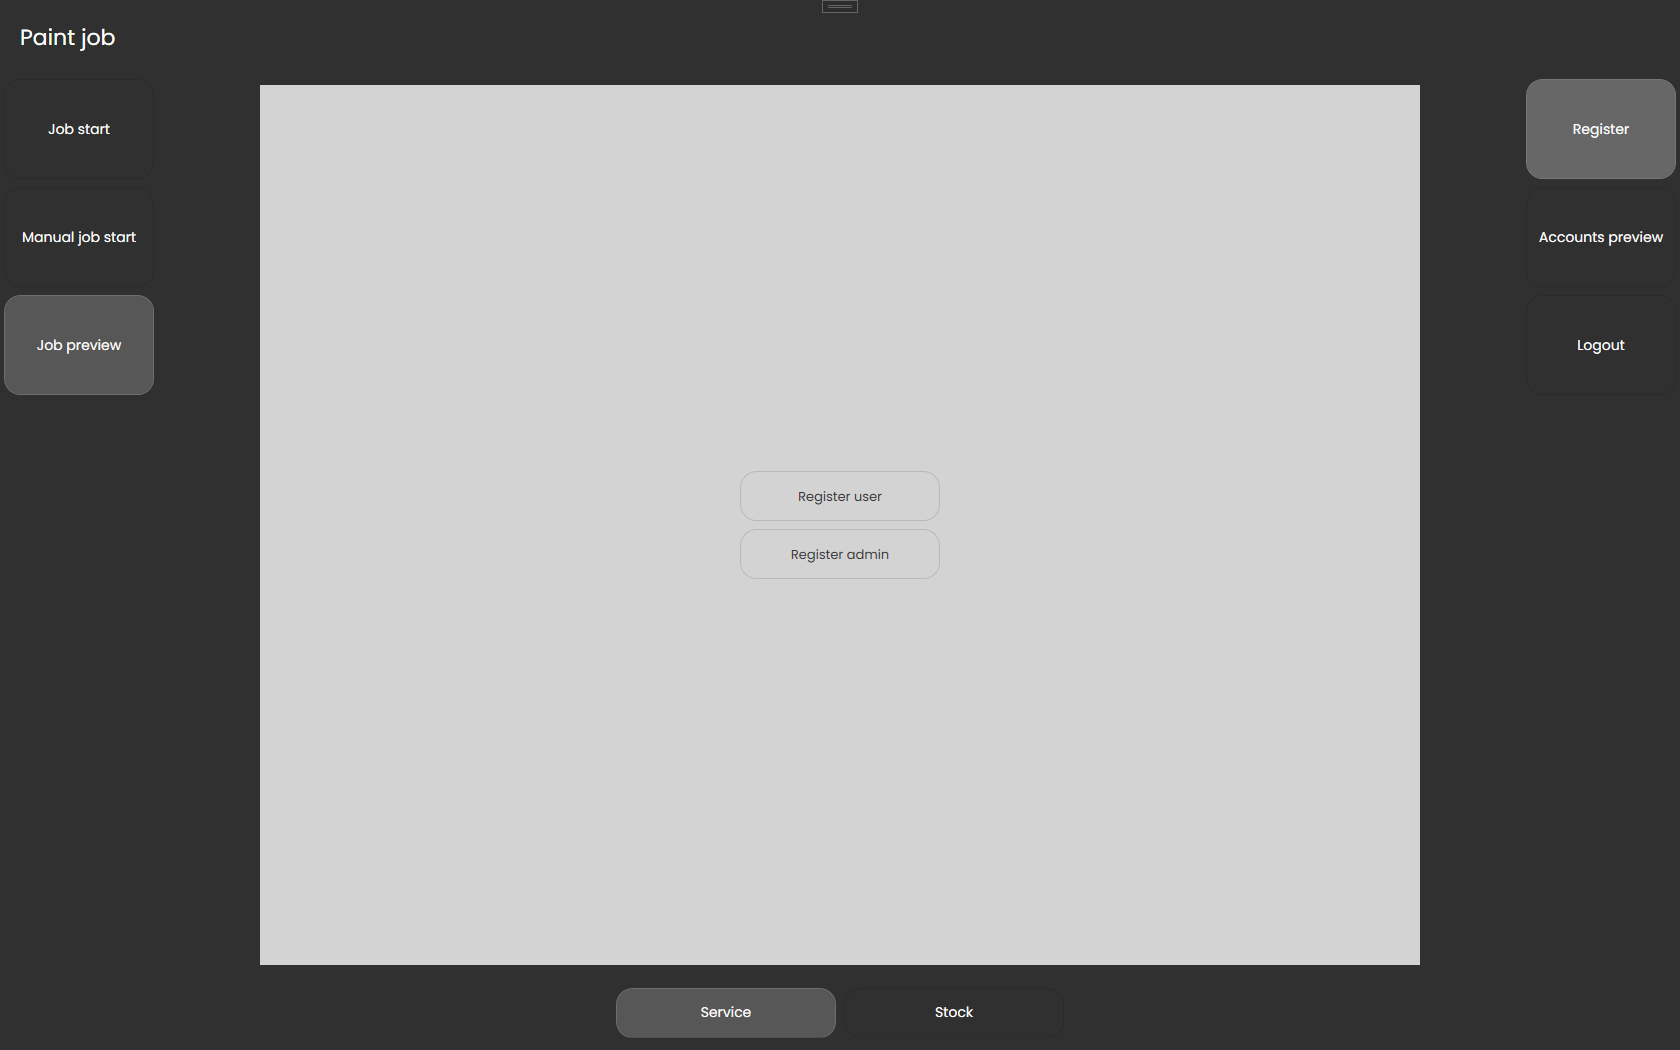 Paint job
Job start
Register
Manual job start
Accounts preview
Job preview
Logout
Register user
Register admin
Service
Stock